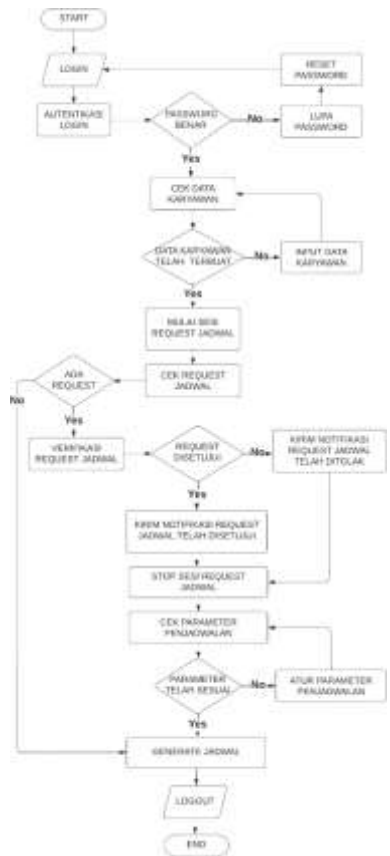 START
LOGIN
RESET
PASSWORD
AUTENTIKASI
LOGIN
PASSWORD
BENAR
No
LUPA
PASSWORD
Yes
CEK DATA
KARYAWAN
DATA KARYAWAN
TELAH TERBUAT
No
INPUT DATA
KARYAWAN
Yes
MULAI SESI
REQUEST JADWAL
ADA
REQUEST
CEK REQUEST
JADWAL
No
Yes
VERIFIKASI
REQUEST JADWAL
REQUEST
DISETUJUI
No
KIRIM NOTIFIKASI
REQUEST JADWAL
TELAH DITOLAK
Yes
KIRIM NOTIFIKASI REQUEST
JADWAL TELAH DISETUJUI
STOP SESI REQUEST
JADWAL
CEK PARAMETER
PENJADWALAN
PARAMETER
TELAH SESUAI
No
ATUR PARAMETER
PENJADWALAN
Yes
GENERATE JADWAL
LOGOUT
END